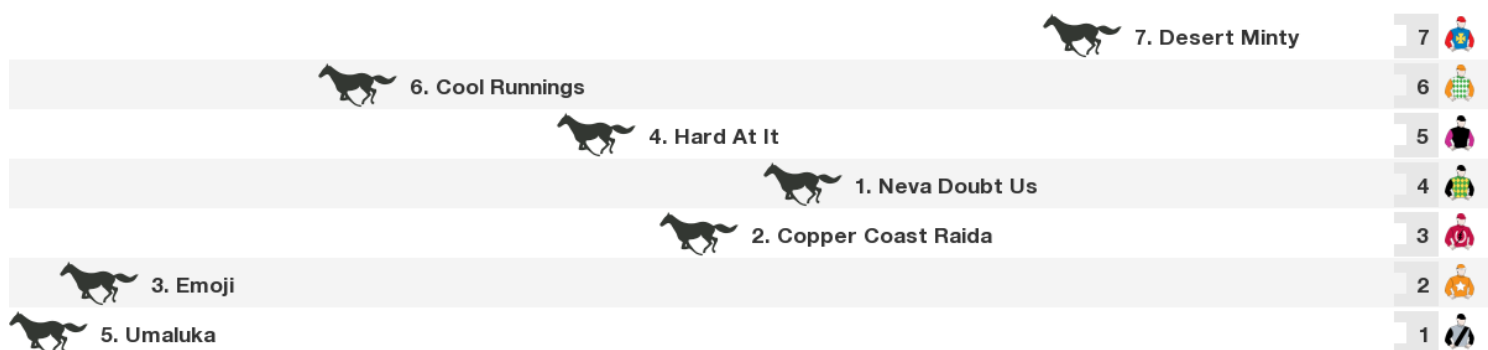 7. Desert Minty 7
6. Cool Runnings 6
4. Hard At It 5
1. Neva Doubt Us 4
2. Copper Coast Raida 3
3. Emoji 2
5. Umaluka 1